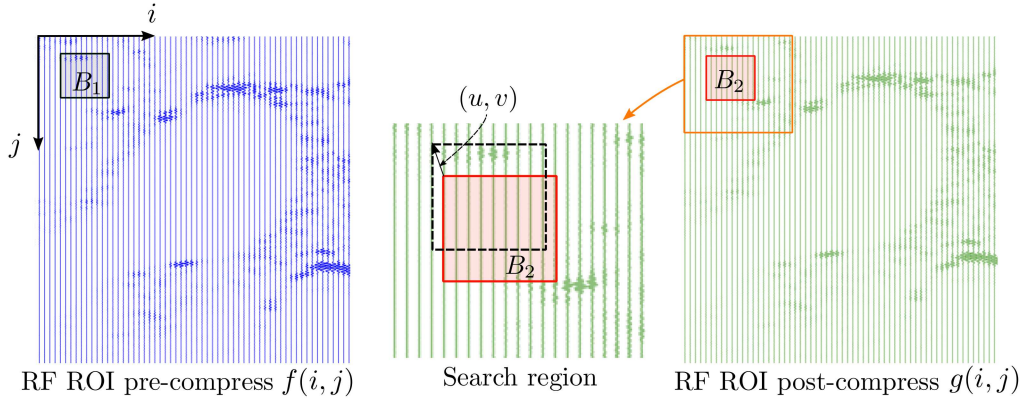 i
j
B₁
RF ROI pre-compress f(i, j)
(u, v)
B₂
Search region
B₂
RF ROI post-compress g(i, j)